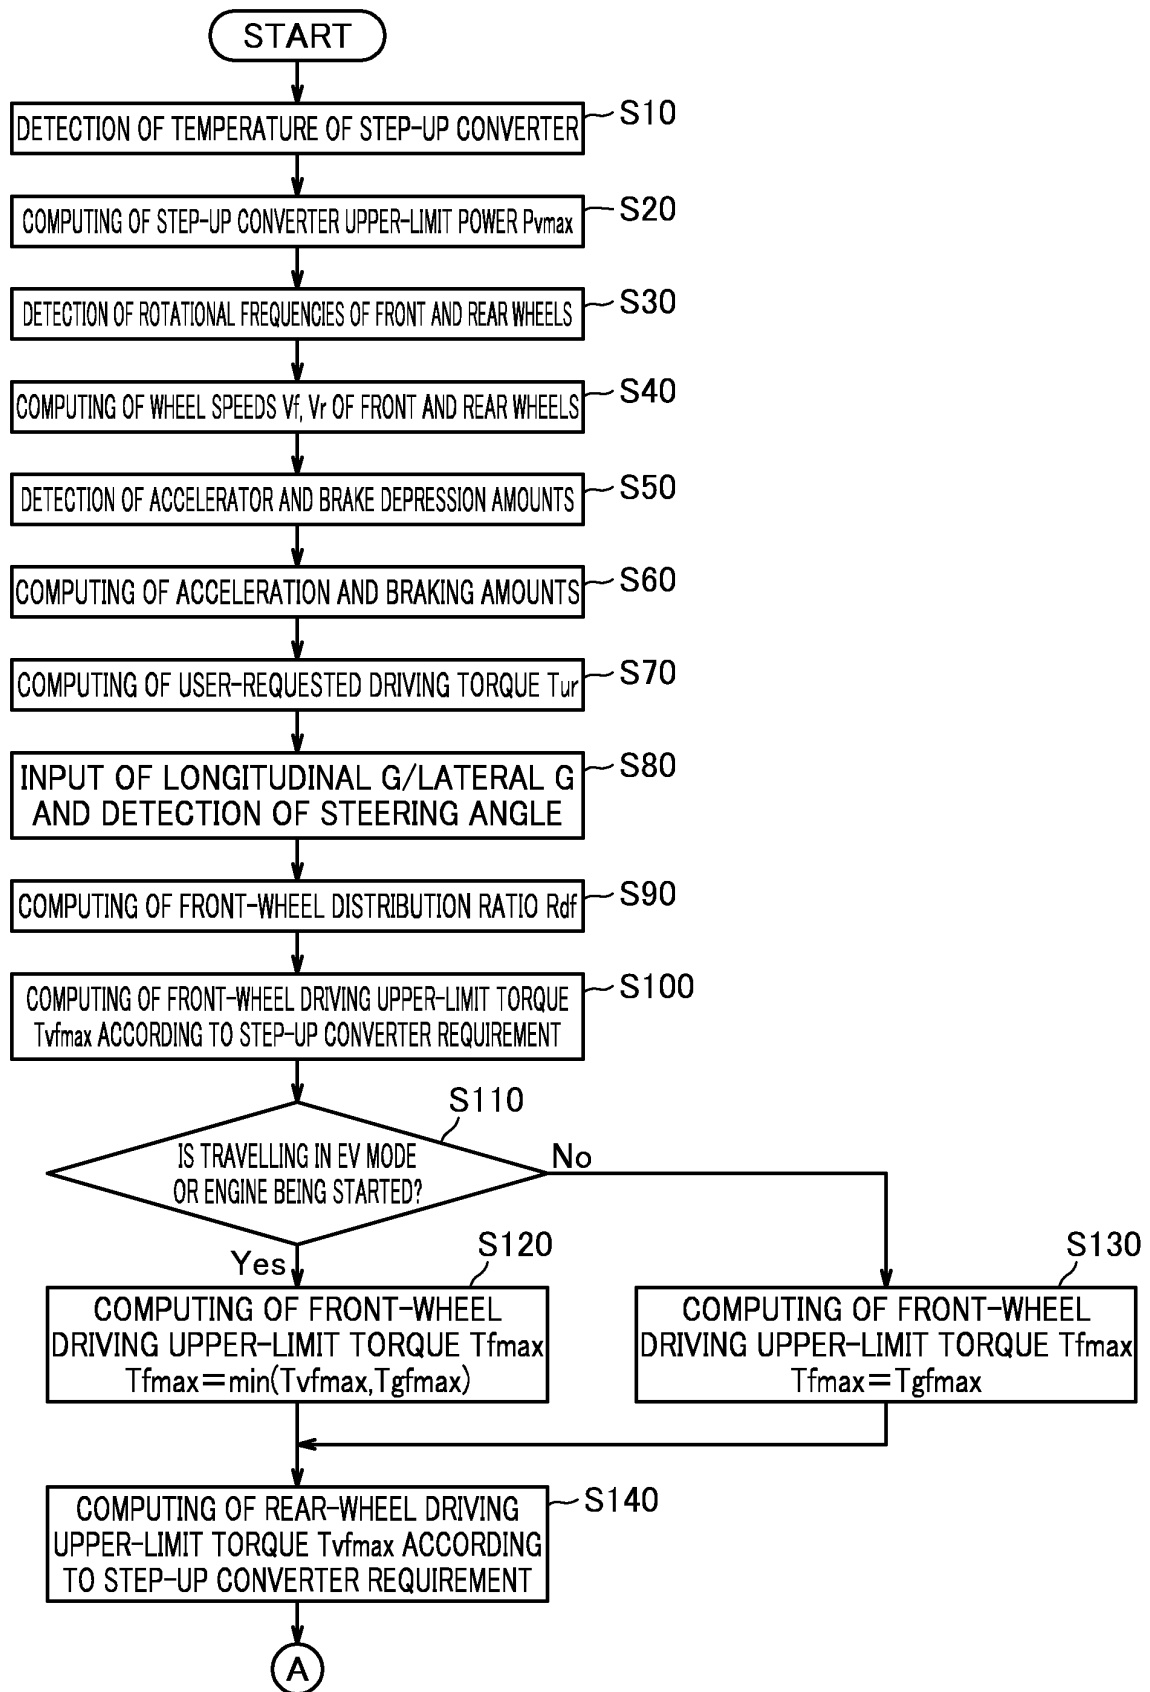 START
DETECTION OF TEMPERATURE OF STEP-UP CONVERTER
S10
COMPUTING OF STEP-UP CONVERTER UPPER-LIMIT POWER Pvmax
S20
DETECTION OF ROTATIONAL FREQUENCIES OF FRONT AND REAR WHEELS
S30
COMPUTING OF WHEEL SPEEDS Vf, Vr OF FRONT AND REAR WHEELS
S40
DETECTION OF ACCELERATOR AND BRAKE DEPRESSION AMOUNTS
S50
COMPUTING OF ACCELERATION AND BRAKING AMOUNTS
S60
COMPUTING OF USER-REQUESTED DRIVING TORQUE Tur
S70
INPUT OF LONGITUDINAL G/LATERAL G
AND DETECTION OF STEERING ANGLE
S80
COMPUTING OF FRONT-WHEEL DISTRIBUTION RATIO Rdf
S90
COMPUTING OF FRONT-WHEEL DRIVING UPPER-LIMIT TORQUE
Tvfmax ACCORDING TO STEP-UP CONVERTER REQUIREMENT
S100
S110
IS TRAVELLING IN EV MODE
OR ENGINE BEING STARTED?
No
Yes
S120
COMPUTING OF FRONT-WHEEL
DRIVING UPPER-LIMIT TORQUE Tfmax
Tfmax=min(Tvfmax,Tgfmax)
S130
COMPUTING OF FRONT-WHEEL
DRIVING UPPER-LIMIT TORQUE Tfmax
Tfmax=Tgfmax
COMPUTING OF REAR-WHEEL DRIVING
UPPER-LIMIT TORQUE Tvfmax ACCORDING
TO STEP-UP CONVERTER REQUIREMENT
S140
A